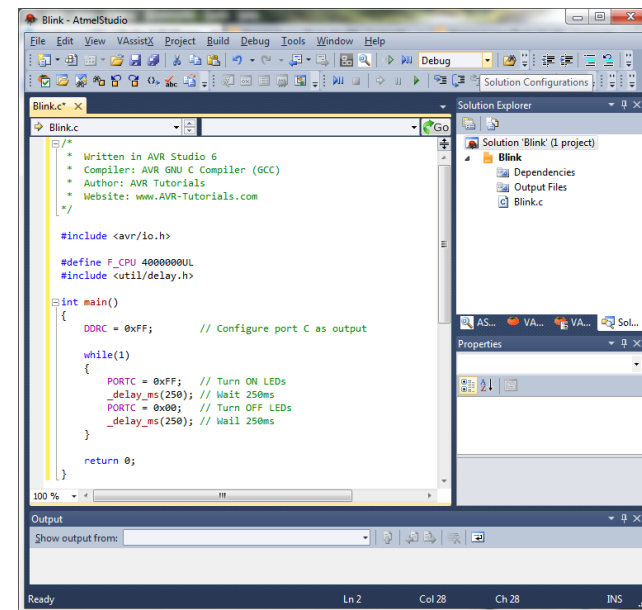 Blink - AtmelStudio
File Edit View VAssistX Project Build Debug Tools Window Help
Debug
Solution Configurations
Blink.c*
Blink.c
Go
/*
* Written in AVR Studio 6
* Compiler: AVR GNU C Compiler (GCC)
* Author: AVR Tutorials
* Website: www.AVR-Tutorials.com
*/
#include <avr/io.h>
#define F_CPU 4000000UL
#include <util/delay.h>
int main()
{
DDRC = 0xFF; // Configure port C as output
while(1)
{
PORTC = 0xFF; // Turn ON LEDs
_delay_ms(250); // Wait 250ms
PORTC = 0x00; // Turn OFF LEDs
_delay_ms(250); // Wail 250ms
}
return 0;
}
100 %
Solution Explorer
Solution 'Blink' (1 project)
Blink
Dependencies
Output Files
Blink.c
AS... VA... VA... Sol...
Properties
Output
Show output from:
Ready Ln 2 Col 28 Ch 28 INS